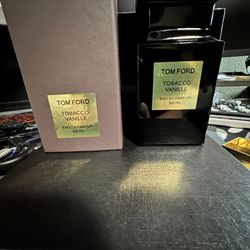 TOM FORD
TOBACCO
VANILLE
EAU DE PARFUM
100 ML
TOM FORD
TOBACCO
VANILLE
EAU DE PARFUM
100 ML